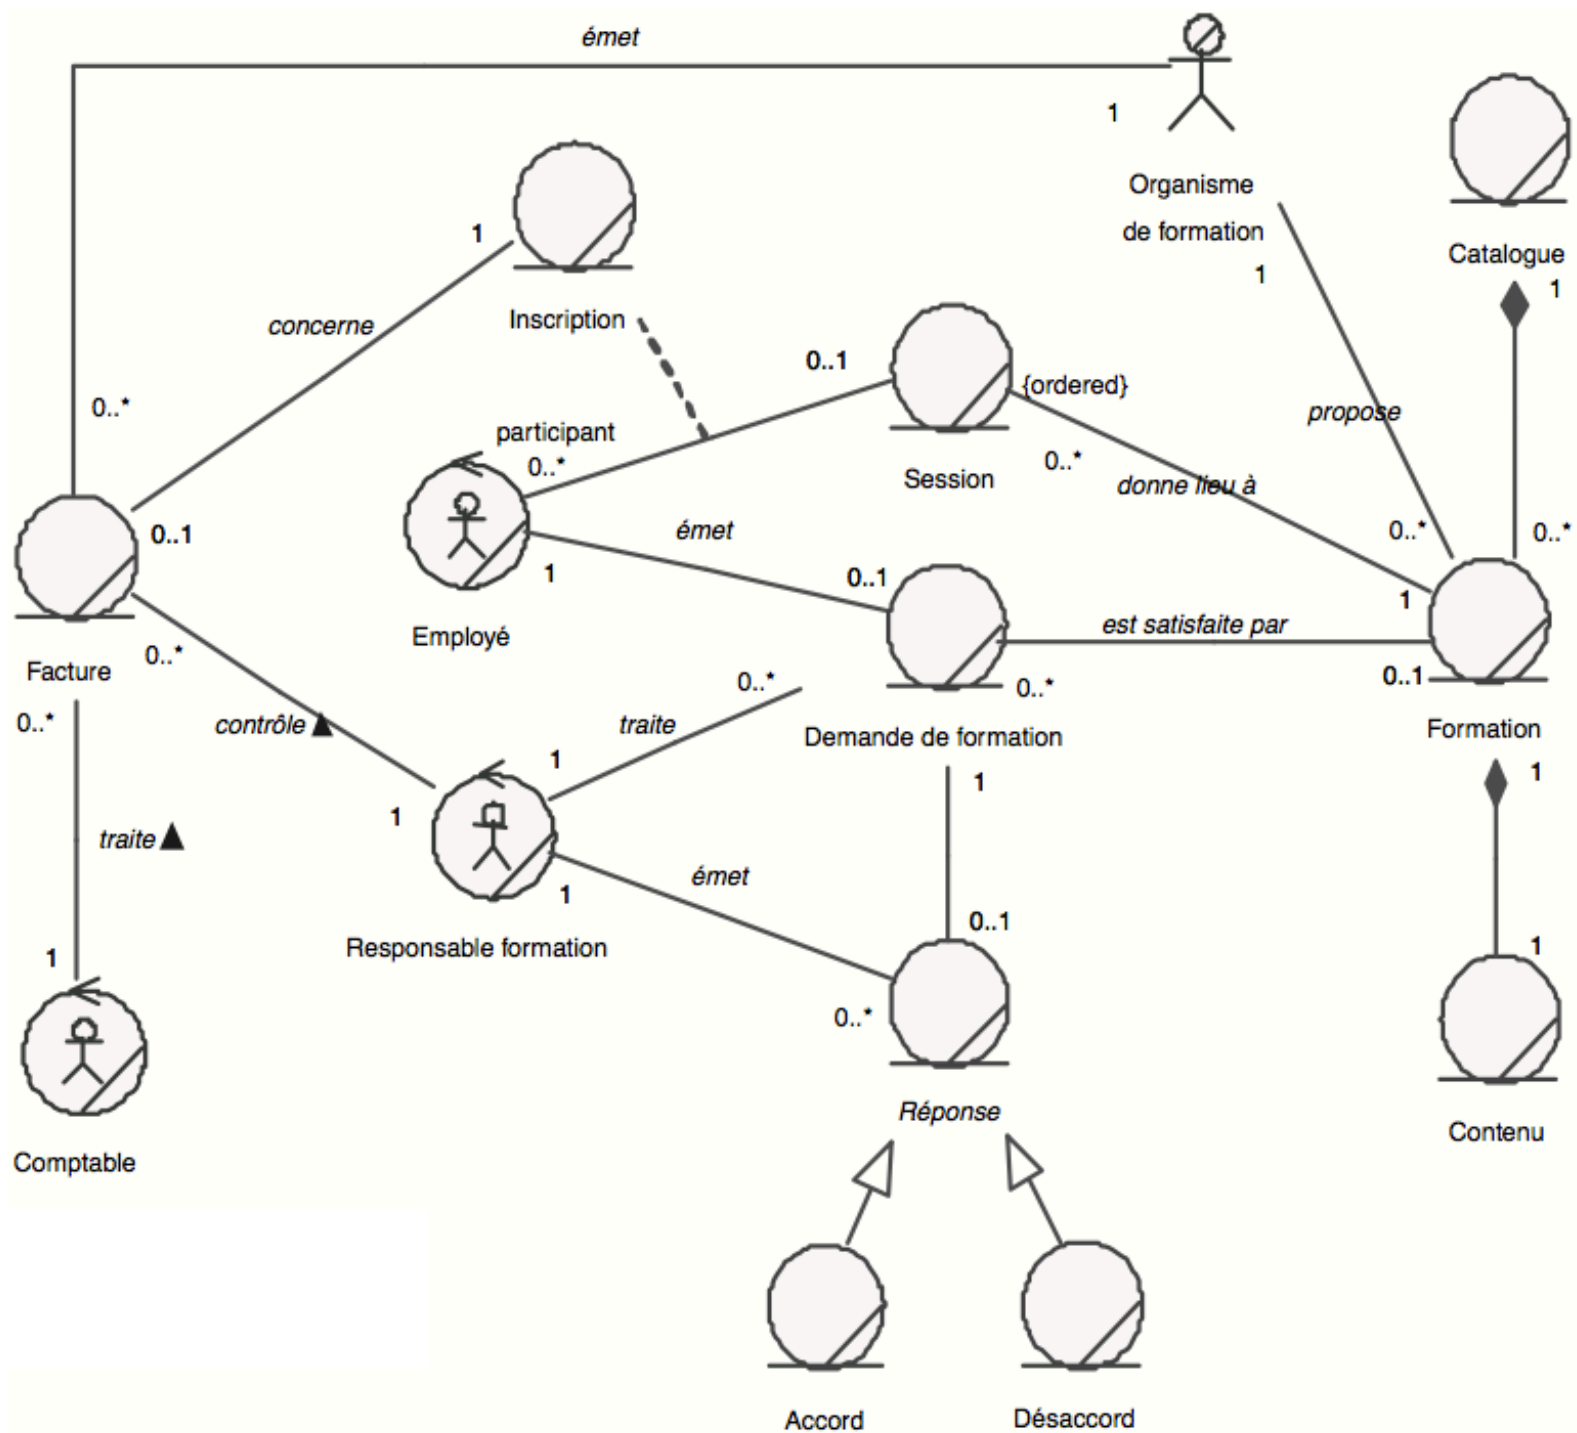 émet
1
Organisme
de formation
1
Catalogue
1
1
concerne
Inscription
0..1
{ordered}
0..*
participant
0..*
propose
0..*
Session
donne lieu à
0..1
émet
0..*
0..*
1
0..1
1
Employé
est satisfaite par
0..*
Facture
0..*
0..*
0..1
0..*
contrôle ▲
traite
Demande de formation
Formation
1
1
1
1
traite ▲
émet
0..1
1
Responsable formation
1
1
0..*
Réponse
Contenu
Comptable
Accord
Désaccord